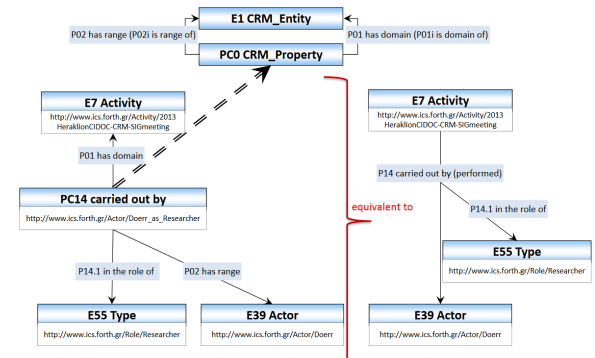 E1 CRM_Entity
P02 has range (P02i is range of)
P01 has domain (P01i is domain of)
PC0 CRM_Property
E7 Activity
http://www.ics.forth.gr/Activity/2013
HeraklionCIDOC-CRM-SIGmeeting
P01 has domain
PC14 carried out by
http://www.ics.forth.gr/Actor/Doerr_as_Researcher
P14.1 in the role of
P02 has range
E55 Type
http://www.ics.forth.gr/Role/Researcher
E39 Actor
http://www.ics.forth.gr/Actor/Doerr
equivalent to
E7 Activity
http://www.ics.forth.gr/Activity/2013
HeraklionCIDOC-CRM-SIGmeeting
P14 carried out by (performed)
P14.1 in the role of
E55 Type
http://www.ics.forth.gr/Role/Researcher
E39 Actor
http://www.ics.forth.gr/Actor/Doerr